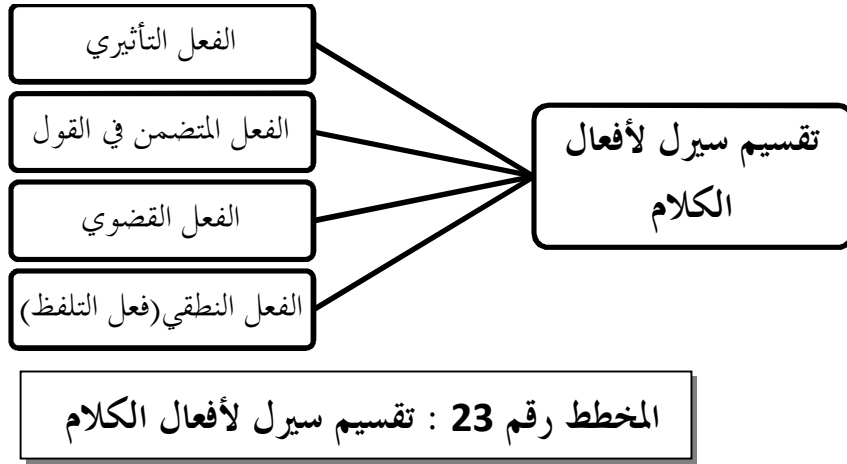 تقسيم سيرل لأفعال
الكلام
الفعل التأثيري
الفعل المتضمن في القول
الفعل القضوي
الفعل النطقي(فعل التلفظ)
المخطط رقم 23 : تقسيم سيرل لأفعال الكلام